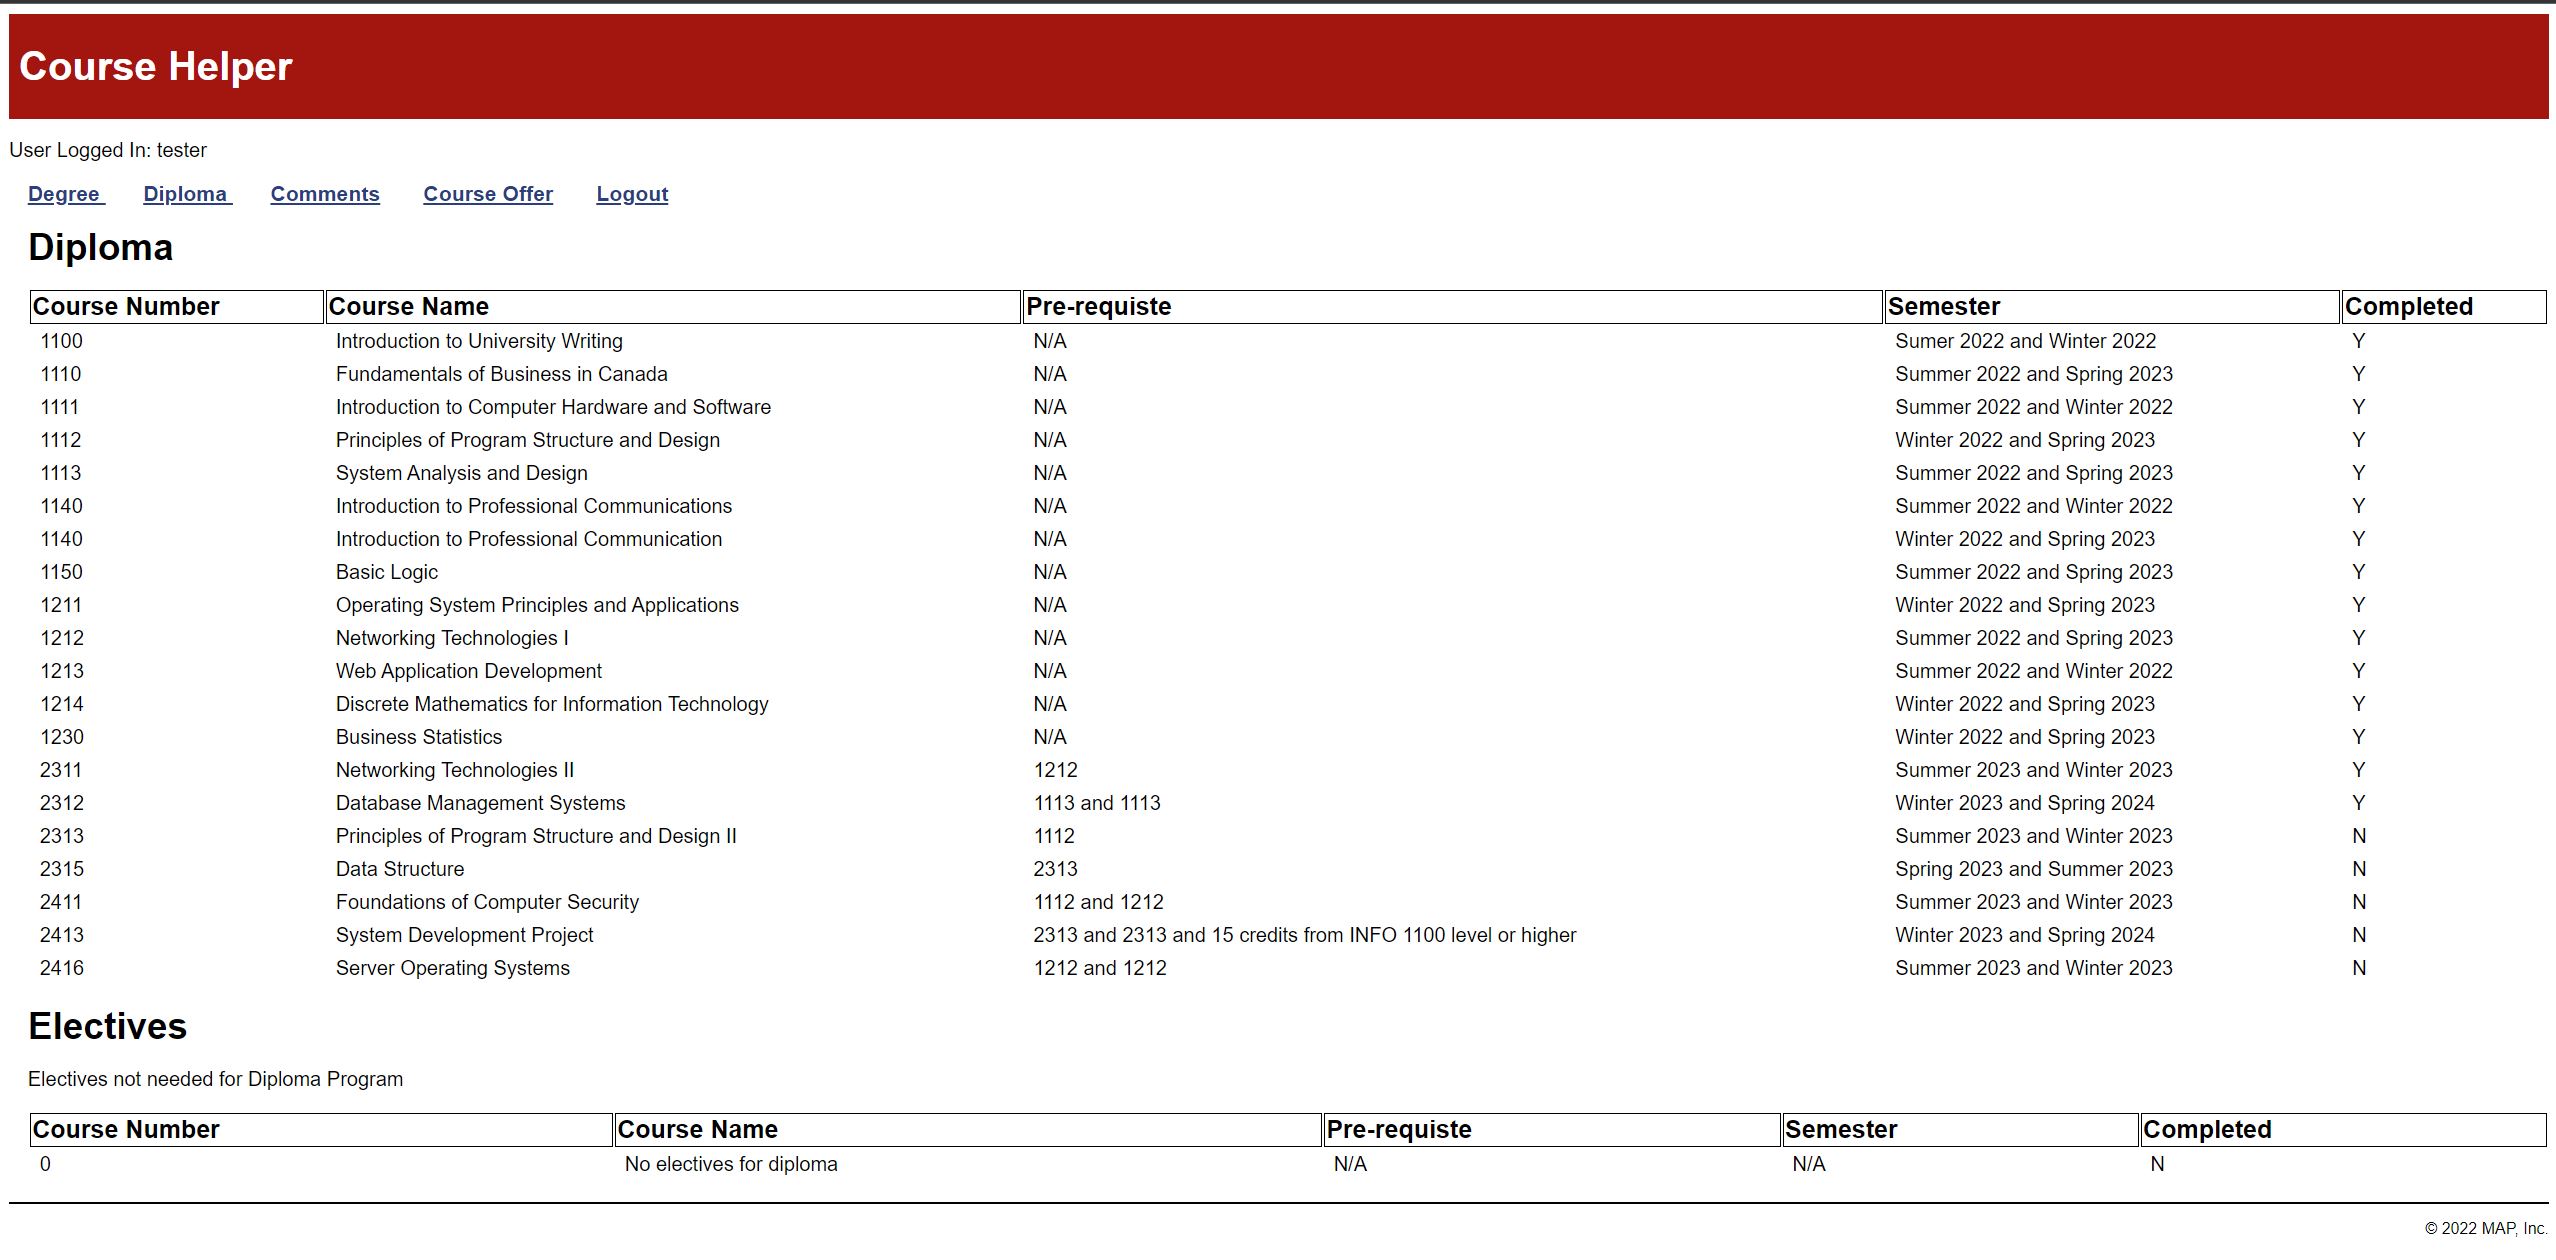 Course Helper
User Logged In: tester
Degree Diploma Comments Course Offer Logout
Diploma
Course Number Course Name Pre-requiste Semester Completed
1100 Introduction to University Writing N/A Sumer 2022 and Winter 2022 Y
1110 Fundamentals of Business in Canada N/A Summer 2022 and Spring 2023 Y
1111 Introduction to Computer Hardware and Software N/A Summer 2022 and Winter 2022 Y
1112 Principles of Program Structure and Design N/A Winter 2022 and Spring 2023 Y
1113 System Analysis and Design N/A Summer 2022 and Spring 2023 Y
1140 Introduction to Professional Communications N/A Summer 2022 and Winter 2022 Y
1140 Introduction to Professional Communication N/A Winter 2022 and Spring 2023 Y
1150 Basic Logic N/A Summer 2022 and Spring 2023 Y
1211 Operating System Principles and Applications N/A Winter 2022 and Spring 2023 Y
1212 Networking Technologies I N/A Summer 2022 and Spring 2023 Y
1213 Web Application Development N/A Summer 2022 and Winter 2022 Y
1214 Discrete Mathematics for Information Technology N/A Winter 2022 and Spring 2023 Y
1230 Business Statistics N/A Winter 2022 and Spring 2023 Y
2311 Networking Technologies II 1212 Summer 2023 and Winter 2023 Y
2312 Database Management Systems 1113 and 1113 Winter 2023 and Spring 2024 Y
2313 Principles of Program Structure and Design II 1112 Summer 2023 and Winter 2023 N
2315 Data Structure 2313 Spring 2023 and Summer 2023 N
2411 Foundations of Computer Security 1112 and 1212 Summer 2023 and Winter 2023 N
2413 System Development Project 2313 and 2313 and 15 credits from INFO 1100 level or higher Winter 2023 and Spring 2024 N
2416 Server Operating Systems 1212 and 1212 Summer 2023 and Winter 2023 N
Electives
Electives not needed for Diploma Program
Course Number Course Name Pre-requiste Semester Completed
0 No electives for diploma N/A N/A N
© 2022 MAP, Inc.